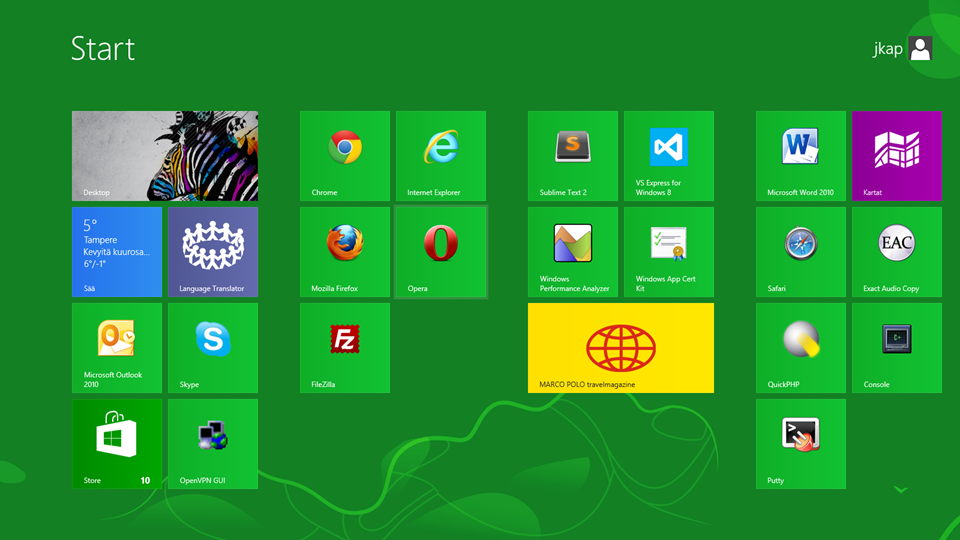 Start
jkap
Desktop
5°
Tampere
Kevyitä kuurosa...
6°/-1°
Sää
Language Translator
Microsoft Outlook
2010
Skype
Store
10
OpenVPN GUI
Chrome
Internet Explorer
Mozilla Firefox
Opera
FZ
FileZilla
S
Sublime Text 2
VS Express for
Windows 8
Windows
Performance Analyzer
Windows App Cert
Kit
MARCO POLO travelmagazine
W
Microsoft Word 2010
Kartat
Safari
EAC
Exact Audio Copy
QuickPHP
C:\
Console
Putty